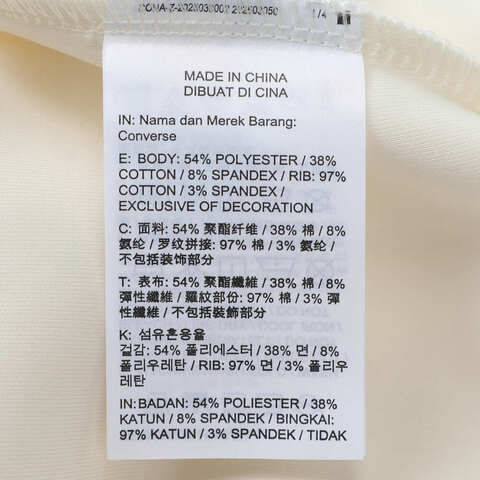 1/4
MADE IN CHINA
DIBUAT DI CINA
IN: Nama dan Merek Barang:
Converse
E: BODY: 54% POLYESTER / 38%
COTTON / 8% SPANDEX / RIB: 97%
COTTON / 3% SPANDEX /
EXCLUSIVE OF DECORATION
C: 面料: 54% 聚酯纤维 / 38% 棉 / 8%
氨纶 / 罗纹拼接: 97% 棉 / 3% 氨纶 /
不包括装饰部分
T: 表布: 54% 聚酯纖維 / 38% 棉 / 8%
彈性纖維 / 羅紋部份: 97% 棉 / 3% 彈
性纖維 / 不包括裝飾部分
K: 섬유혼용율
겉감: 54% 폴리에스터 / 38% 면 / 8%
폴리우레탄 / RIB: 97% 면 / 3% 폴리우
레탄
IN: BADAN: 54% POLIESTER / 38%
KATUN / 8% SPANDEK / BINGKAI:
97% KATUN / 3% SPANDEK / TIDAK